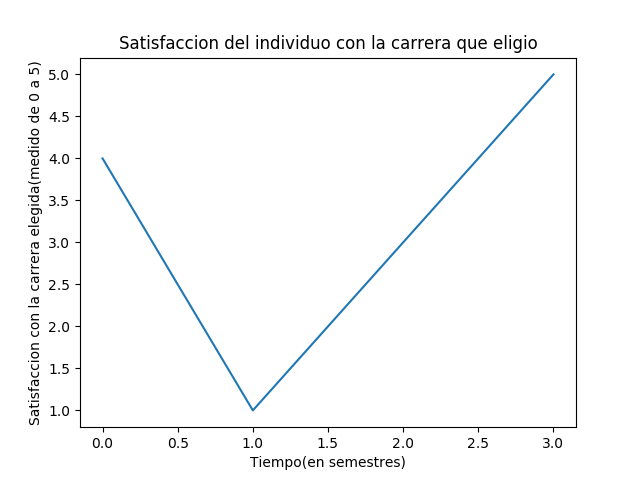 Satisfaccion del individuo con la carrera que eligio
Satisfaccion con la carrera elegida(medido de 0 a 5)
5.0
4.5
4.0
3.5
3.0
2.5
2.0
1.5
1.0
0.0 0.5 1.0 1.5 2.0 2.5 3.0
Tiempo(en semestres)